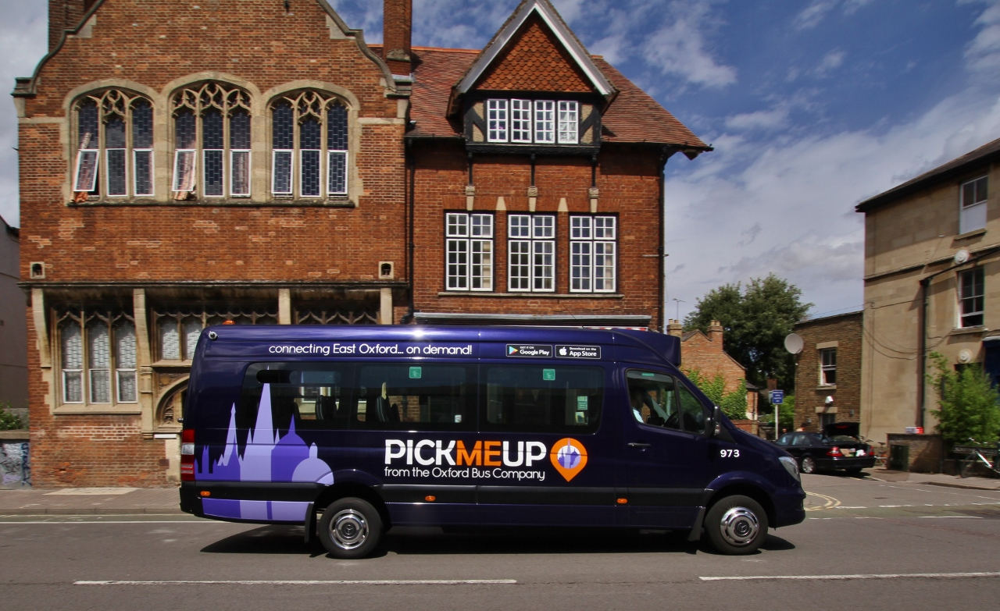 connecting East Oxford... on demand!
GET IT ON
Google Play
Download on the
App Store
PICKMEUP
from the Oxford Bus Company
973